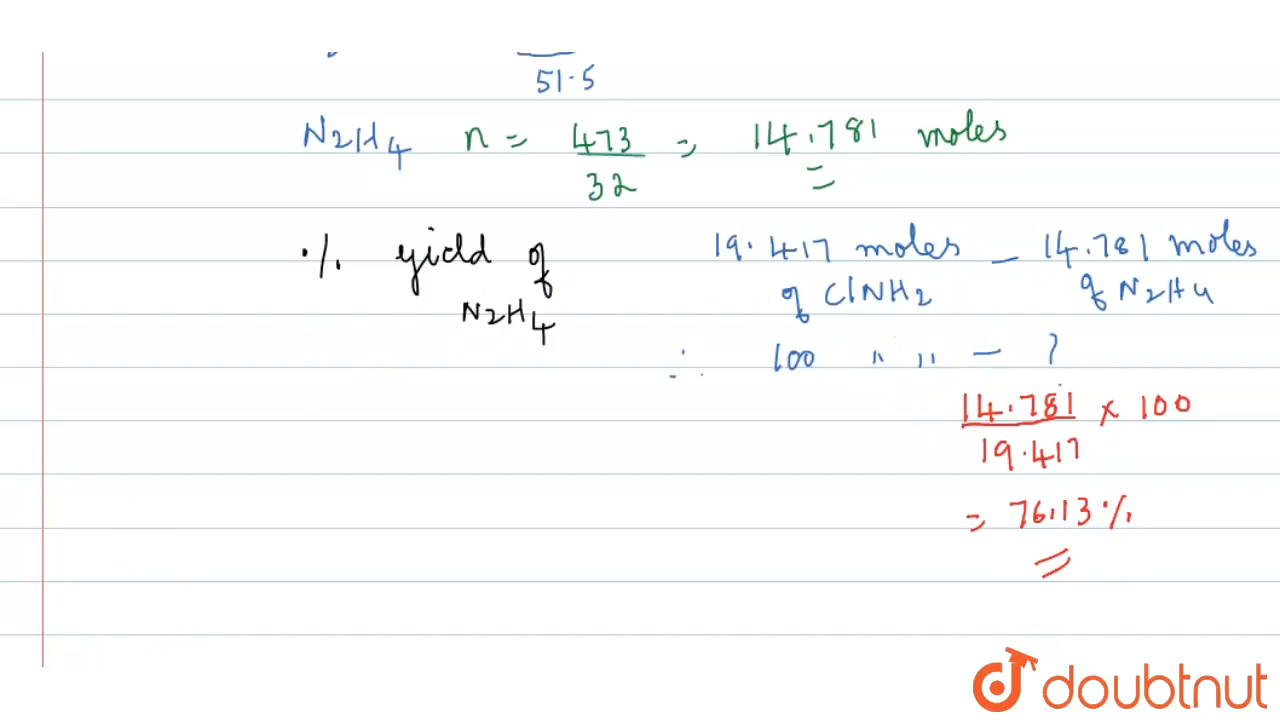 51.5
N2H4 n = 473/32 = 14.781 moles
% yield of N2H4
19.417 moles of ClNH2 — 14.781 moles of N2H4
∴ 100 " " — ?
14.781/19.417 × 100
= 76.13%
doubtnut